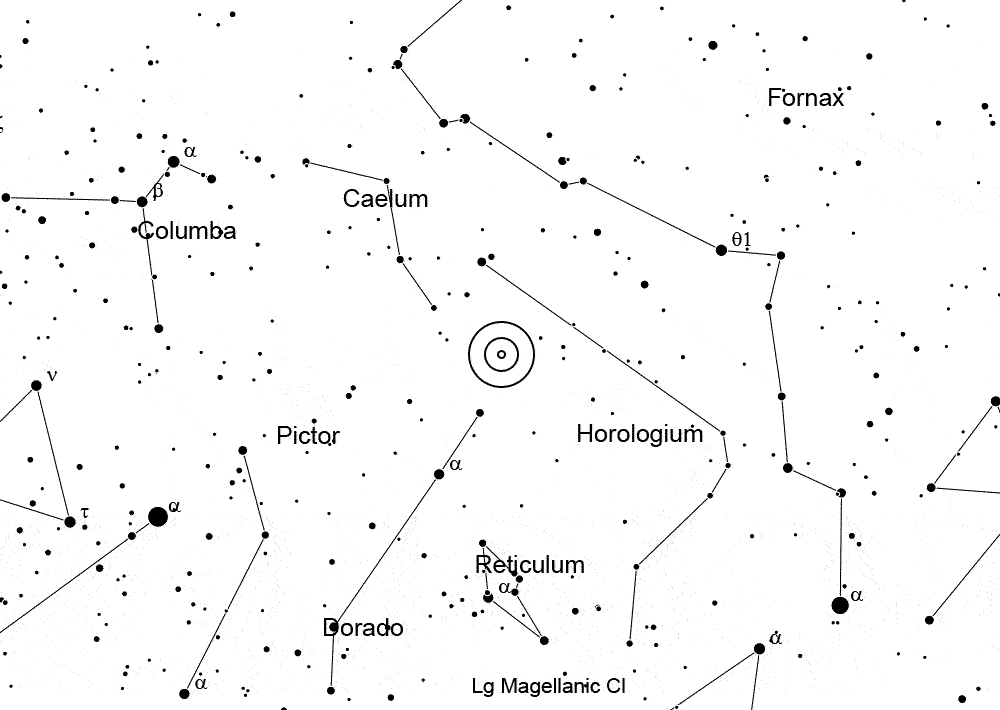 Fornax
α
β
Caelum
Columba
θ1
ν
Pictor
Horologium
α
α
τ
Reticulum
α
α
Dorado
α
α
Lg Magellanic Cl